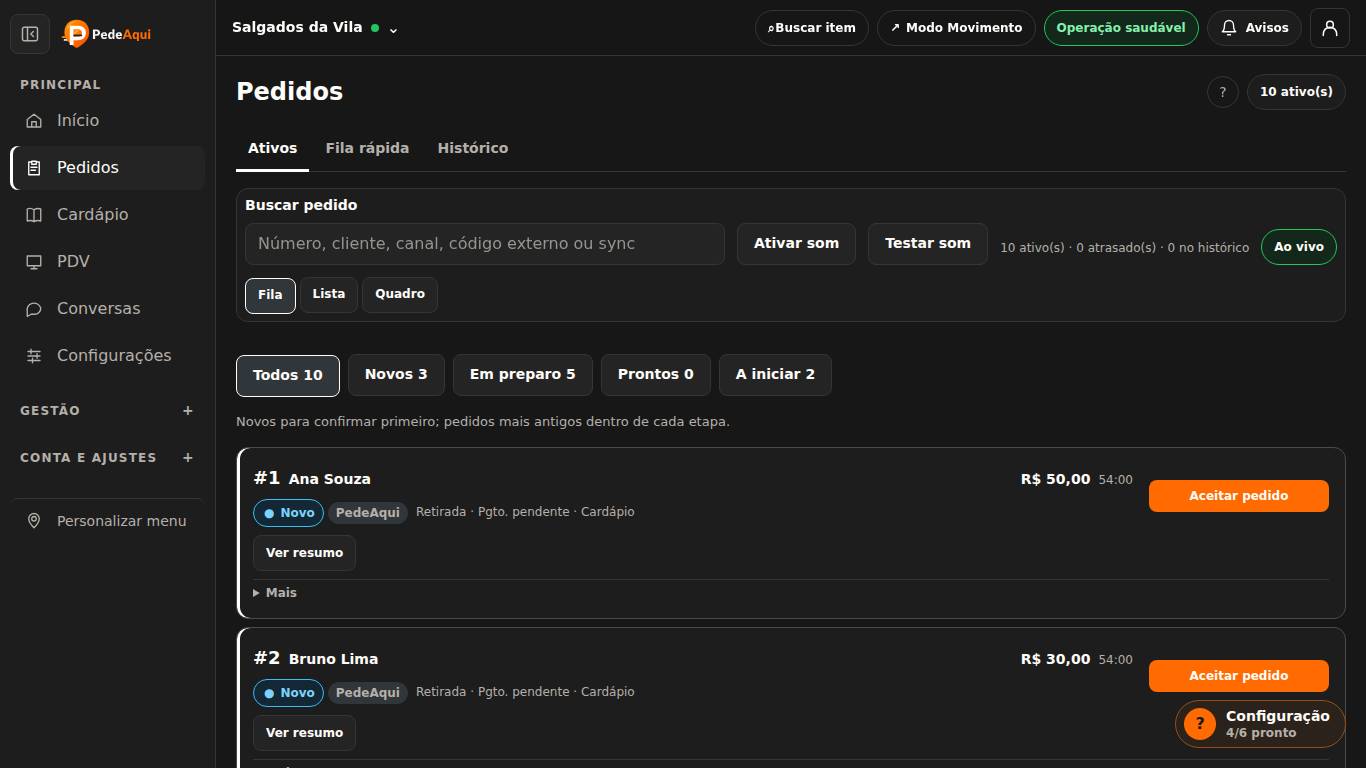 PedeAqui
PRINCIPAL
Início
Pedidos
Cardápio
PDV
Conversas
Configurações
GESTÃO +
CONTA E AJUSTES +
Personalizar menu
Salgados da Vila
Buscar item
Modo Movimento
Operação saudável
Avisos
Pedidos
? 10 ativo(s)
Ativos Fila rápida Histórico
Buscar pedido
Número, cliente, canal, código externo ou sync
Ativar som
Testar som
10 ativo(s) · 0 atrasado(s) · 0 no histórico
Ao vivo
Fila Lista Quadro
Todos 10 Novos 3 Em preparo 5 Prontos 0 A iniciar 2
Novos para confirmar primeiro; pedidos mais antigos dentro de cada etapa.
#1 Ana Souza R$ 50,00 54:00
Aceitar pedido
Novo PedeAqui Retirada · Pgto. pendente · Cardápio
Ver resumo
Mais
#2 Bruno Lima R$ 30,00 54:00
Aceitar pedido
Novo PedeAqui Retirada · Pgto. pendente · Cardápio
Ver resumo
? Configuração
4/6 pronto